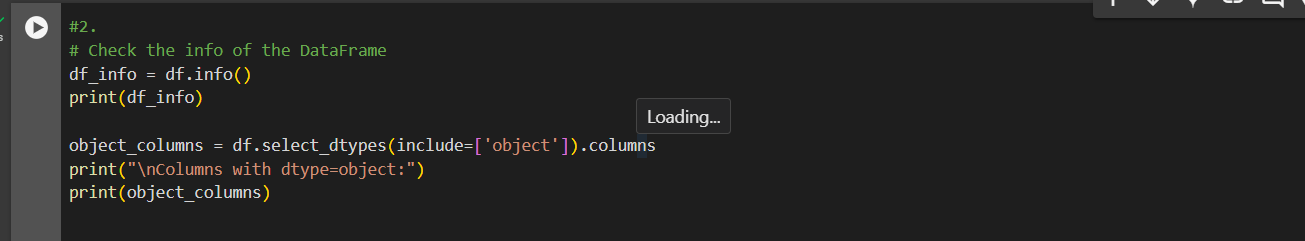 #2.
# Check the info of the DataFrame
df_info = df.info()
print(df_info)
Loading...
object_columns = df.select_dtypes(include=['object']).columns
print("\nColumns with dtype=object:")
print(object_columns)
s